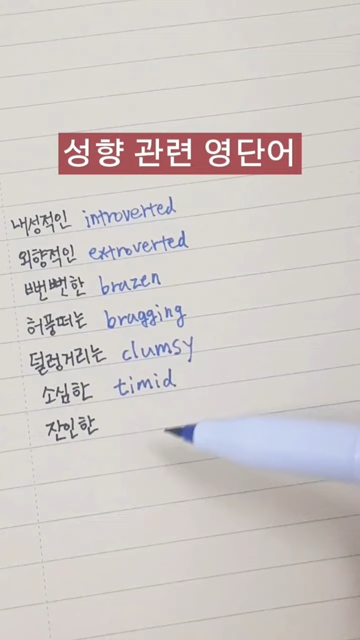 성향 관련 영단어
내성적인 introverted
외향적인 extroverted
뻔뻔한 brazen
허풍떠는 bragging
덜렁거리는 clumsy
소심한 timid
잔인한